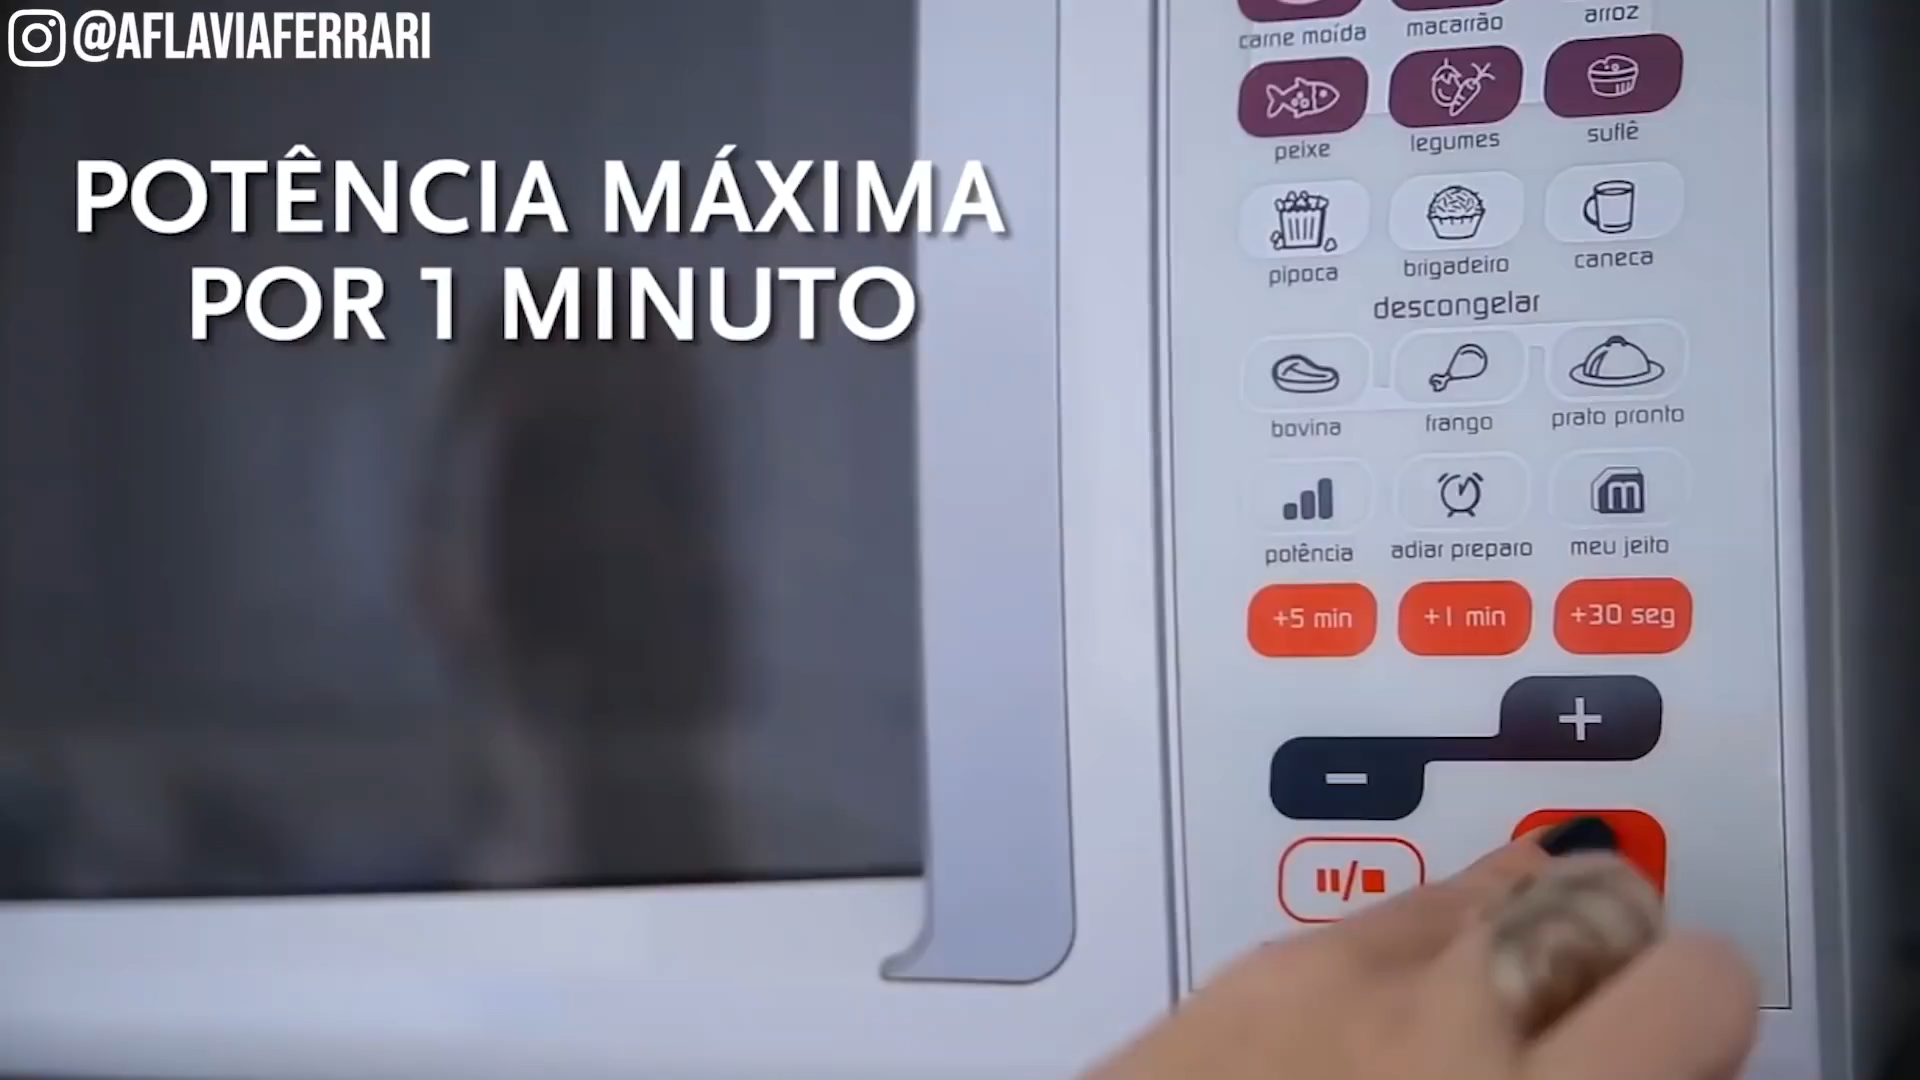 @AFLAVIAFERRARI
POTÊNCIA MÁXIMA
POR 1 MINUTO
carne moída macarrão arroz
peixe legumes suflê
pipoca brigadeiro caneca
descongelar
bovina frango prato pronto
m
potência adiar preparo meu jeito
+5 min +1 min +30 seg
+
-